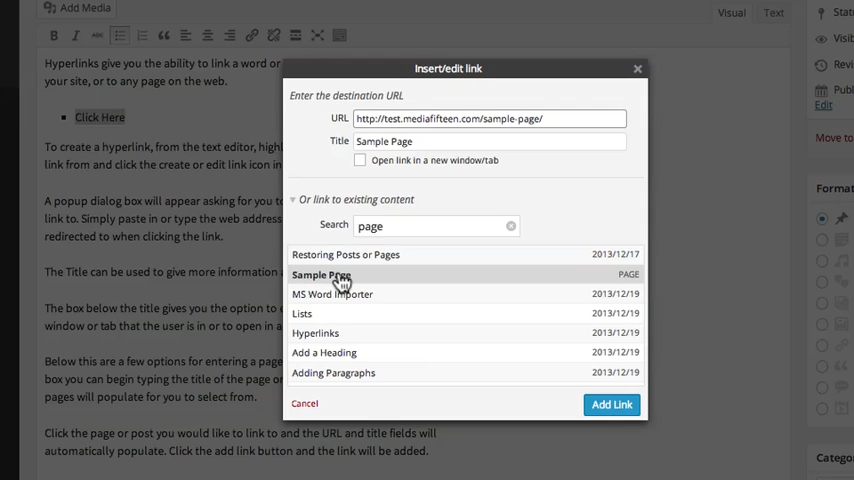 Add Media
Visual
Text
B
I
ABC
Hyperlinks give you the ability to link a word or
your site, or to any page on the web.
Click Here
To create a hyperlink, from the text editor, high
link from and click the create or edit link icon in
A popup dialog box will appear asking for you to
link to. Simply paste in or type the web address
redirected to when clicking the link.
The Title can be used to give more information
The box below the title gives you the option to
window or tab that the user is in or to open in a
Below this are a few options for entering a page
box you can begin typing the title of the page or
pages will populate for you to select from.
Click the page or post you would like to link to and the URL and title fields will
automatically populate. Click the add link button and the link will be added.
Insert/edit link
Enter the destination URL
URL
http://test.mediafifteen.com/sample-page/
Title
Sample Page
Open link in a new window/tab
Or link to existing content
Search
page
Restoring Posts or Pages 2013/12/17
Sample Page PAGE
MS Word Importer 2013/12/19
Lists 2013/12/19
Hyperlinks 2013/12/19
Add a Heading 2013/12/19
Adding Paragraphs 2013/12/19
Cancel
Add Link
Edit
Move to
Format